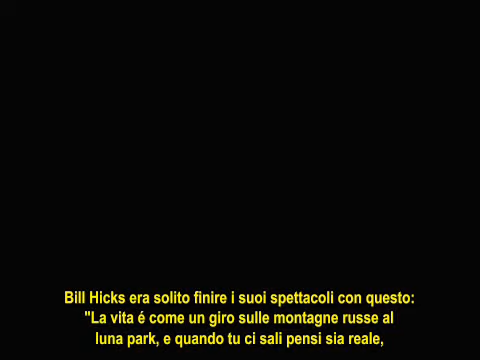 Bill Hicks era solito finire i suoi spettacoli con questo:
"La vita é come un giro sulle montagne russe al
luna park, e quando tu ci sali pensi sia reale,